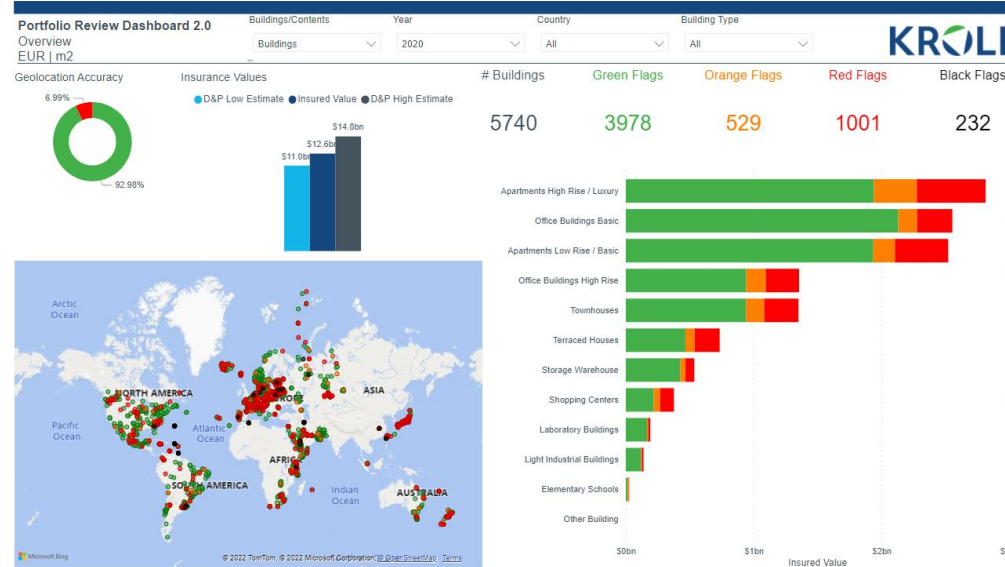 Portfolio Review Dashboard 2.0
Overview
EUR | m2
Buildings/Contents
Buildings
Year
2020
Country
All
Building Type
All
KROLL
Geolocation Accuracy
6.99%
92.98%
Insurance Values
D&P Low Estimate Insured Value D&P High Estimate
$11.0bn
$12.6bn
$14.8bn
# Buildings
5740
Green Flags
3978
Orange Flags
529
Red Flags
1001
Black Flags
232
Arctic
Ocean
NORTH AMERICA
Pacific
Ocean
Atlantic
Ocean
EUROPE
ASIA
AFRICA
SOUTH AMERICA
Indian
Ocean
AUSTRALIA
Microsoft Bing
© 2022 TomTom, © 2022 Microsoft Corporation, © OpenStreetMap Terms
Apartments High Rise / Luxury
Office Buildings Basic
Apartments Low Rise / Basic
Office Buildings High Rise
Townhouses
Terraced Houses
Storage Warehouse
Shopping Centers
Laboratory Buildings
Light Industrial Buildings
Elementary Schools
Other Building
$0bn
$1bn
$2bn
Insured Value